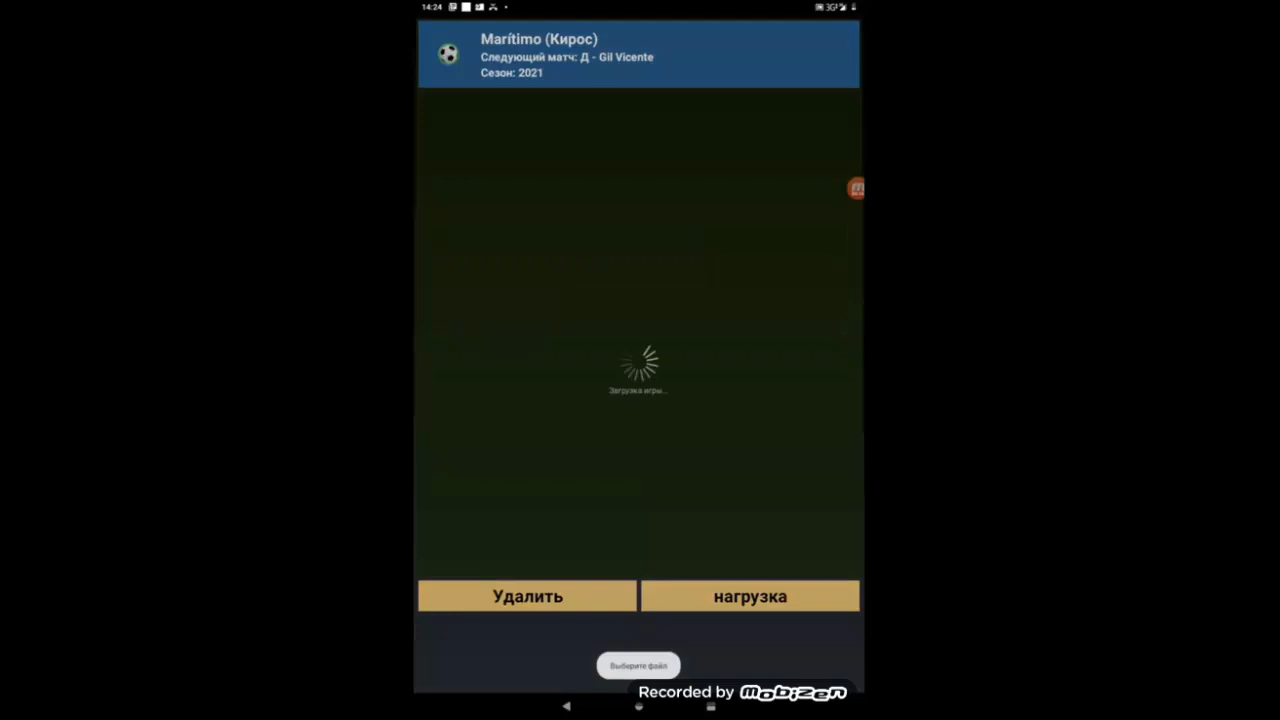 14:24
3G
Marítimo (Кирос)
Следующий матч: Д - Gil Vicente
Сезон: 2021
Загрузка игры...
Удалить
нагрузка
Выберите файл
Recorded by Mobizen